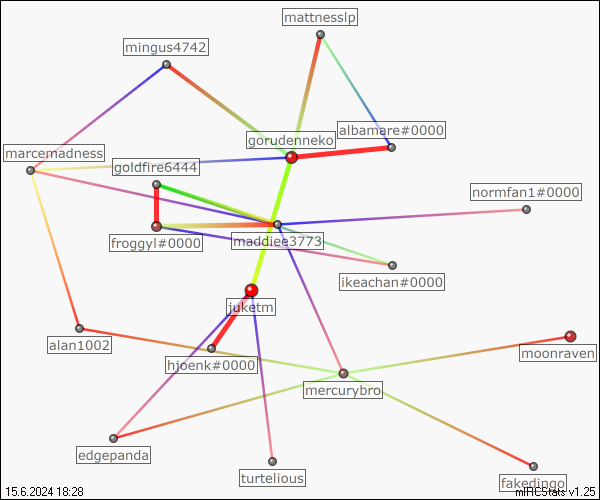 mattnesslp
mingus4742
albamare#0000
gorudenneko
marcemadness
goldfire6444
normfan1#0000
froggyl#0000
maddiee3773
ikeachan#0000
juketm
alan1002
moonraven
hjoenk#0000
mercurybro
edgepanda
turtelious
fakedingo
15.6.2024 18:28
mIRCStats v1.25